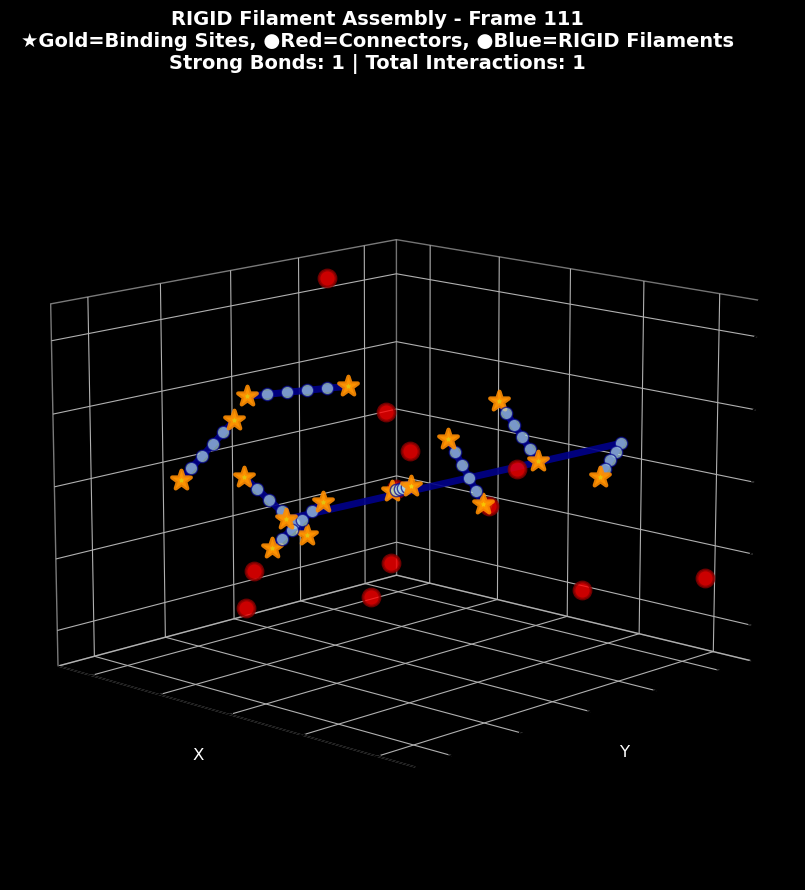 RIGID Filament Assembly - Frame 111
★Gold=Binding Sites, ●Red=Connectors, ●Blue=RIGID Filaments
Strong Bonds: 1 | Total Interactions: 1
X
Y